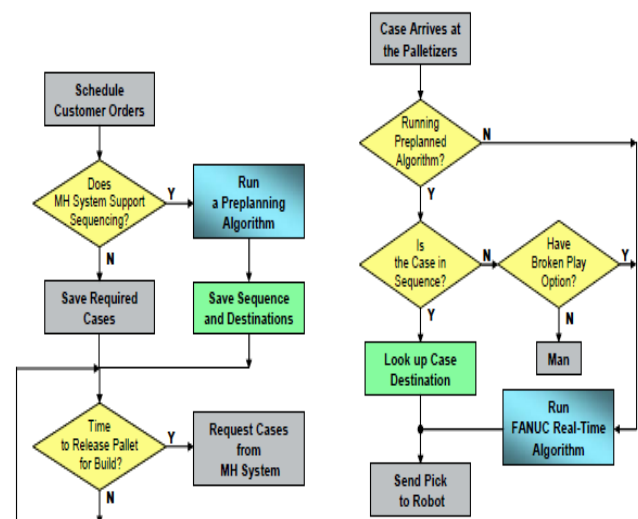 Schedule
Customer Orders
Does
MH System Support
Sequencing?
Y
N
Run
a Preplanning
Algorithm
Save Required
Cases
Save Sequence
and Destinations
Time
to Release Pallet
for Build?
Y
N
Request Cases
from
MH System
Case Arrives at
the Palletizers
Running
Preplanned
Algorithm?
N
Y
Is
the Case in
Sequence?
N
Y
Have
Broken Play
Option?
Y
N
Man
Look up Case
Destination
Run
FANUC Real-Time
Algorithm
Send Pick
to Robot